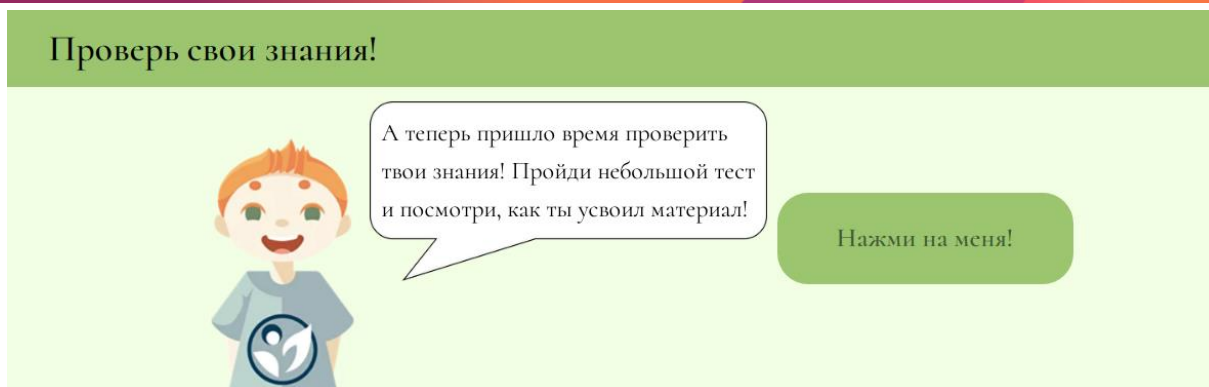 Проверь свои знания!
А теперь пришло время проверить
твои знания! Пройди небольшой тест
и посмотри, как ты усвоил материал!
Нажми на меня!